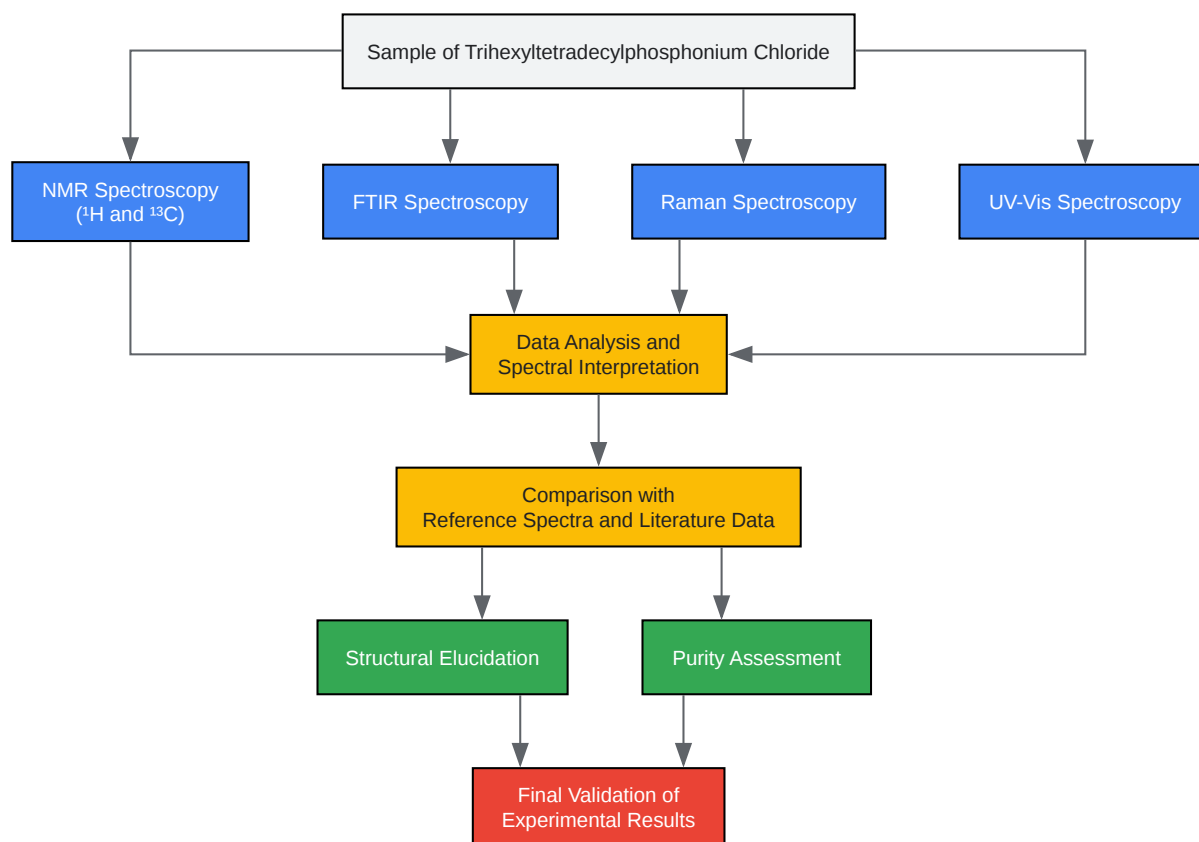 Sample of Trihexyltetradecylphosphonium Chloride
NMR Spectroscopy
(¹H and ¹³C)
FTIR Spectroscopy
Raman Spectroscopy
UV-Vis Spectroscopy
Data Analysis and
Spectral Interpretation
Comparison with
Reference Spectra and Literature Data
Structural Elucidation
Purity Assessment
Final Validation of
Experimental Results